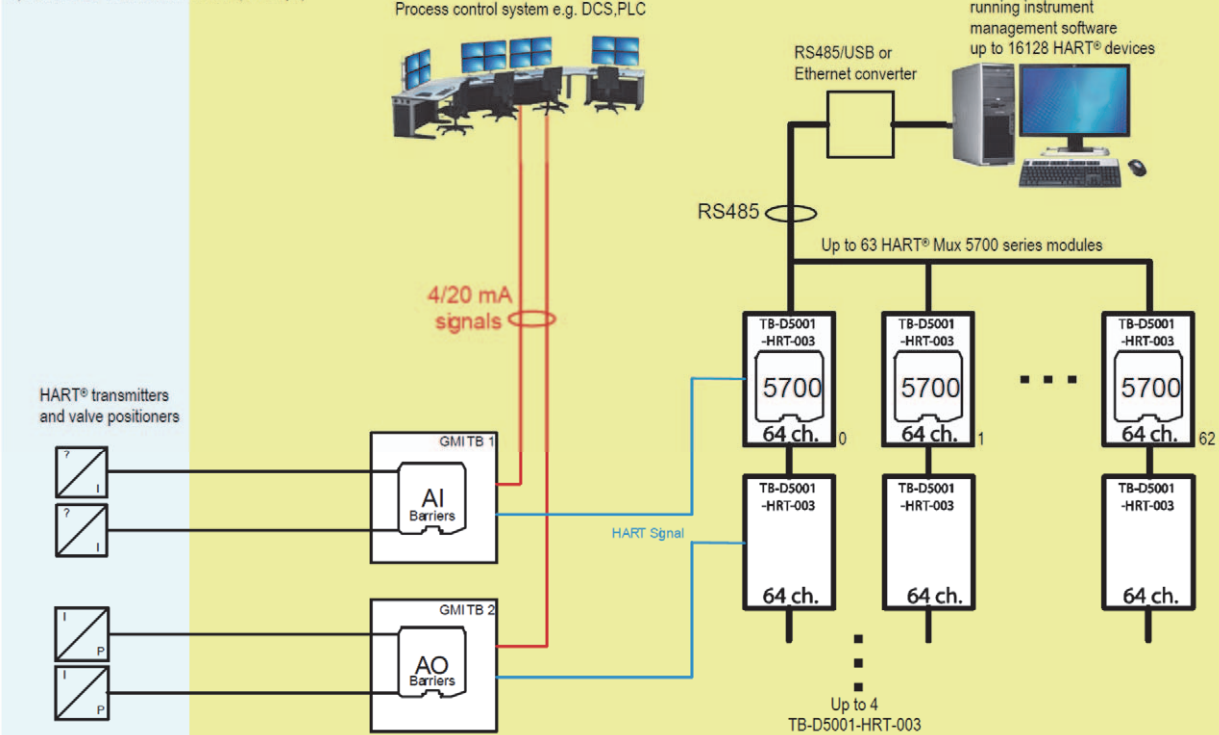 Process control system e.g. DCS,PLC
running instrument
management software
up to 16128 HART® devices
RS485/USB or
Ethernet converter
RS485
Up to 63 HART® Mux 5700 series modules
4/20 mA
signals
TB-D5001
-HRT-003
5700
64 ch.
0
TB-D5001
-HRT-003
5700
64 ch.
1
TB-D5001
-HRT-003
5700
64 ch.
62
HART® transmitters
and valve positioners
?
I
?
I
GMI TB 1
AI
Barriers
HART Signal
TB-D5001
-HRT-003
64 ch.
TB-D5001
-HRT-003
64 ch.
TB-D5001
-HRT-003
64 ch.
I
P
I
P
GMI TB 2
AO
Barriers
Up to 4
TB-D5001-HRT-003